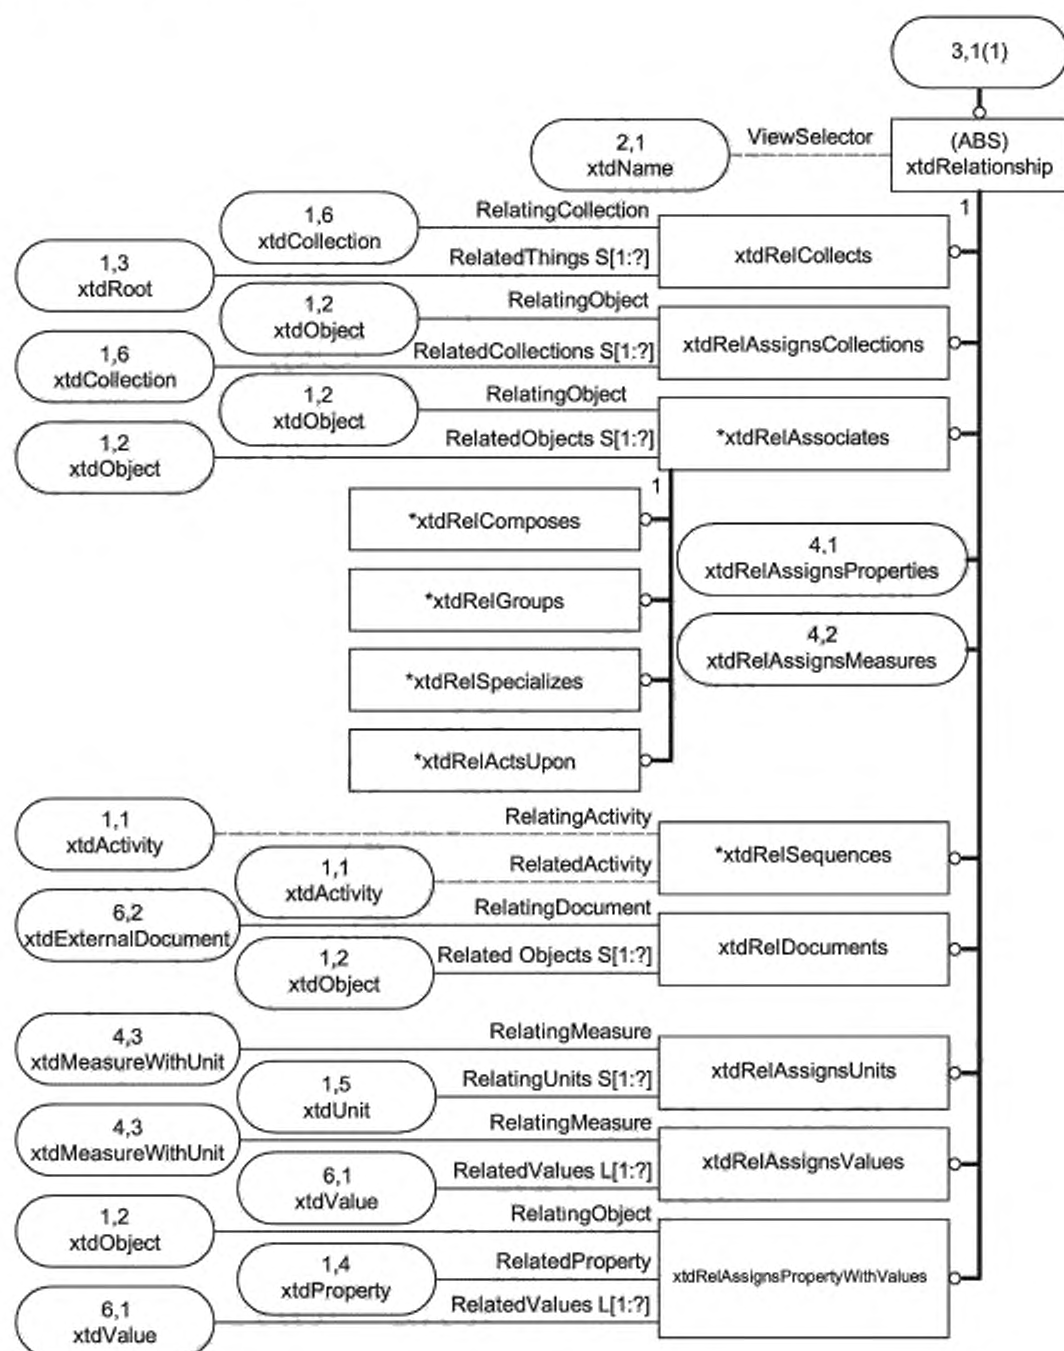 3,1(1)
(ABS)
xtdRelationship
ViewSelector
2,1
xtdName
1
1,6
xtdCollection
RelatingCollection
xtdRelCollects
1,3
xtdRoot
RelatedThings S[1:?]
1,2
xtdObject
RelatingObject
xtdRelAssignsCollections
1,6
xtdCollection
RelatedCollections S[1:?]
1,2
xtdObject
RelatingObject
*xtdRelAssociates
1,2
xtdObject
RelatedObjects S[1:?]
1
*xtdRelComposes
4,1
xtdRelAssignsProperties
*xtdRelGroups
4,2
xtdRelAssignsMeasures
*xtdRelSpecializes
*xtdRelActsUpon
1,1
xtdActivity
RelatingActivity
*xtdRelSequences
1,1
xtdActivity
RelatedActivity
6,2
xtdExternalDocument
RelatingDocument
xtdRelDocuments
1,2
xtdObject
Related Objects S[1:?]
4,3
xtdMeasureWithUnit
RelatingMeasure
xtdRelAssignsUnits
1,5
xtdUnit
RelatingUnits S[1:?]
4,3
xtdMeasureWithUnit
RelatingMeasure
xtdRelAssignsValues
6,1
xtdValue
RelatedValues L[1:?]
1,2
xtdObject
RelatingObject
1,4
xtdProperty
RelatedProperty
xtdRelAssignsPropertyWithValues
6,1
xtdValue
RelatedValues L[1:?]